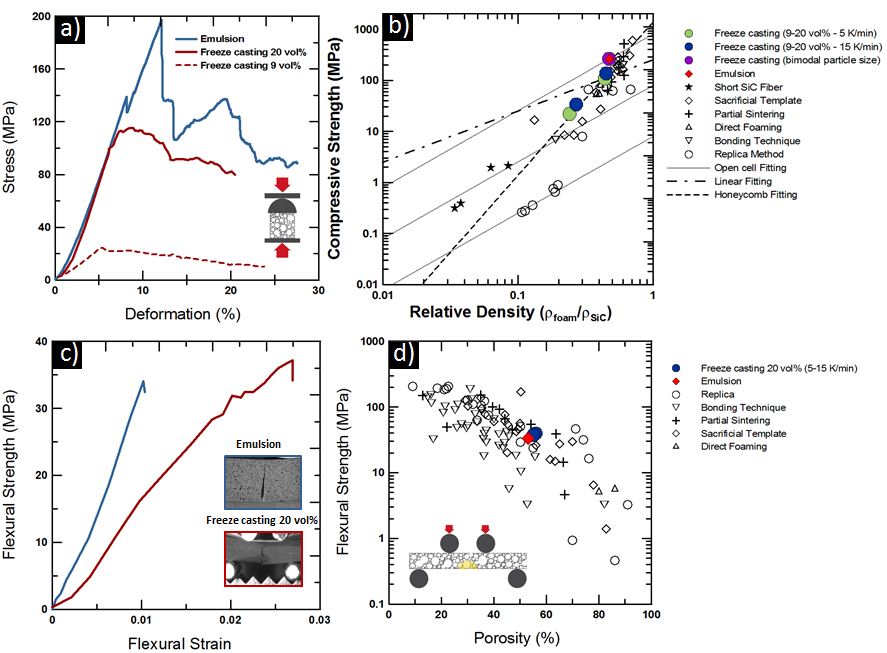 a)
Stress (MPa)
200
160
120
80
40
0
0
10
20
30
Deformation (%)
Emulsion
Freeze casting 20 vol%
Freeze casting 9 vol%
b)
Compressive Strength (MPa)
1000
100
10
1
0.1
0.01
0.01
0.1
1
Relative Density (ρfoam/ρSiC)
Freeze casting (9-20 vol% - 5 K/min)
Freeze casting (9-20 vol% - 15 K/min)
Freeze casting (bimodal particle size)
Emulsion
Short SiC Fiber
Sacrificial Template
Partial Sintering
Direct Foaming
Bonding Technique
Replica Method
Open cell Fitting
Linear Fitting
Honeycomb Fitting
c)
Flexural Strength (MPa)
40
30
20
10
0
0
0.01
0.02
0.03
Flexural Strain
Emulsion
Freeze casting 20 vol%
d)
Flexural Strength (MPa)
1000
100
10
1
0.1
0
20
40
60
80
100
Porosity (%)
Freeze casting 20 vol% (5-15 K/min)
Emulsion
Replica
Bonding Technique
Partial Sintering
Sacrificial Template
Direct Foaming